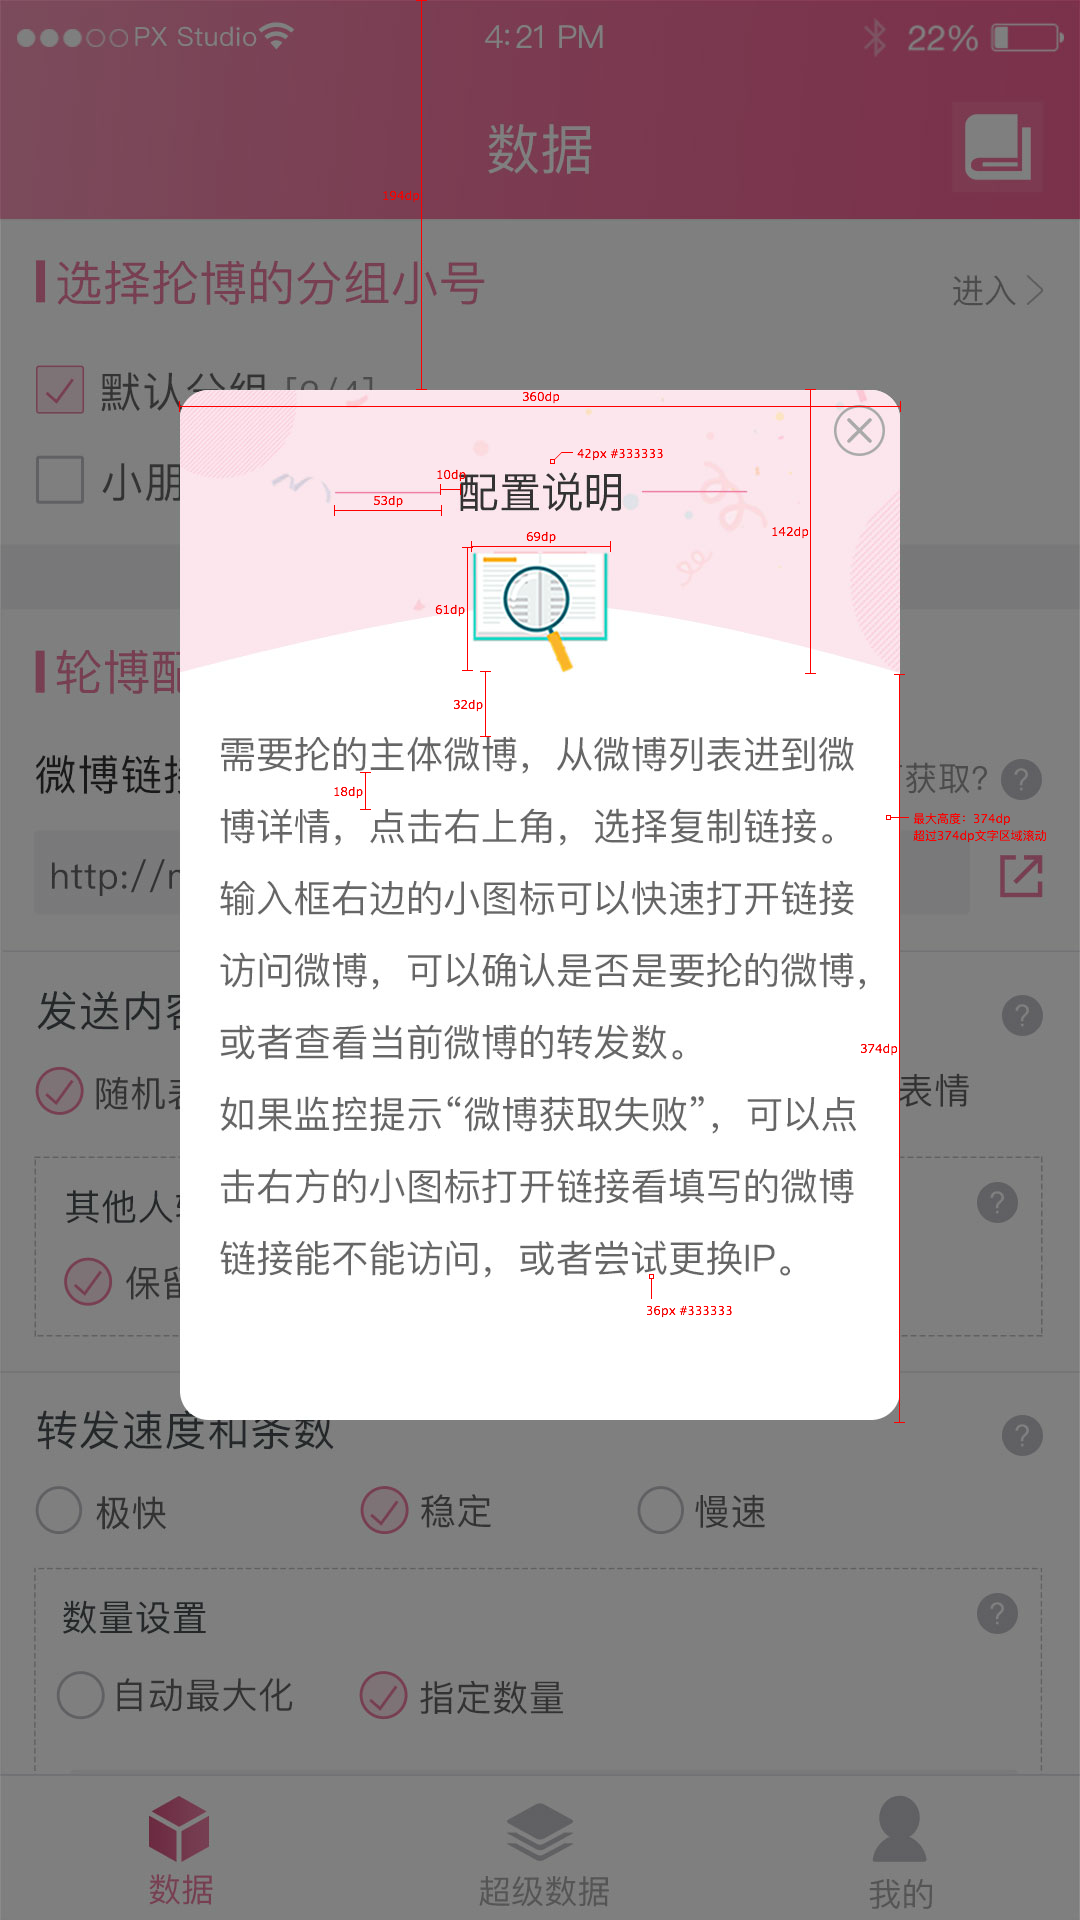 PX Studio 4:21 PM 22%
数据
194dp
选择抡博的分组小号
进入
默认分组 [0/4]
360dp
42px #333333
小朋
10dp
配置说明
53dp
142dp
69dp
61dp
轮博配
32dp
需要抡的主体微博，从微博列表进到微
微博链接
获取?
?
18dp
博详情，点击右上角，选择复制链接。
最大高度：374dp
超过374dp文字区域滚动
http://m
输入框右边的小图标可以快速打开链接
访问微博，可以确认是否是要抡的微博，
发送内容
?
或者查看当前微博的转发数。
374dp
随机表
表情
如果监控提示“微博获取失败”，可以点
其他人转
?
击右方的小图标打开链接看填写的微博
链接能不能访问，或者尝试更换IP。
保留
36px #333333
转发速度和条数
?
极快 稳定 慢速
数量设置
?
自动最大化 指定数量
数据 超级数据 我的